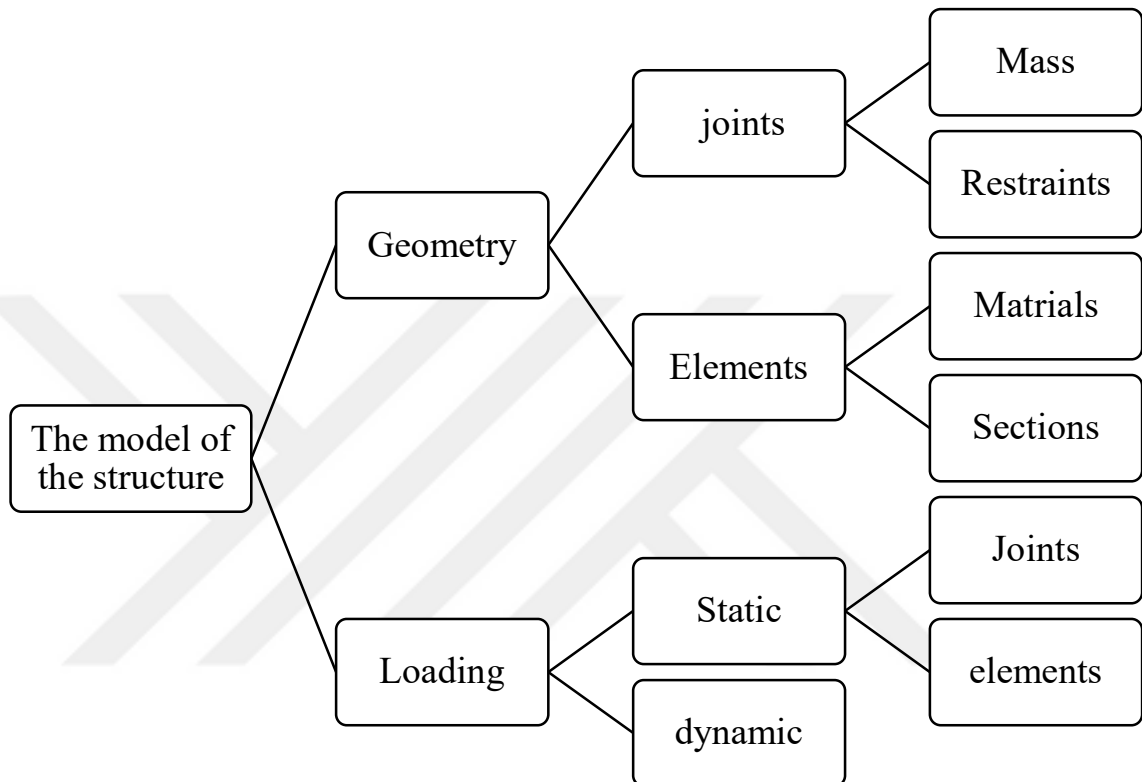 Mass
joints
Restraints
Geometry
Matrials
Elements
Sections
The model of
the structure
Joints
Static
elements
Loading
dynamic